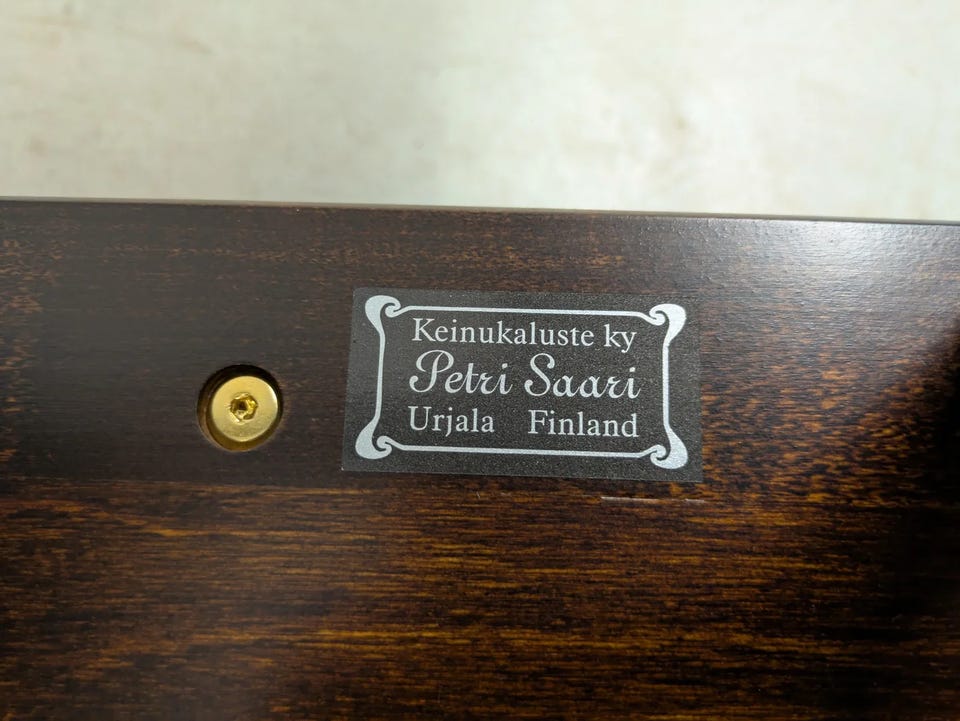 Keinukaluste ky
Petri Saari
Urjala Finland